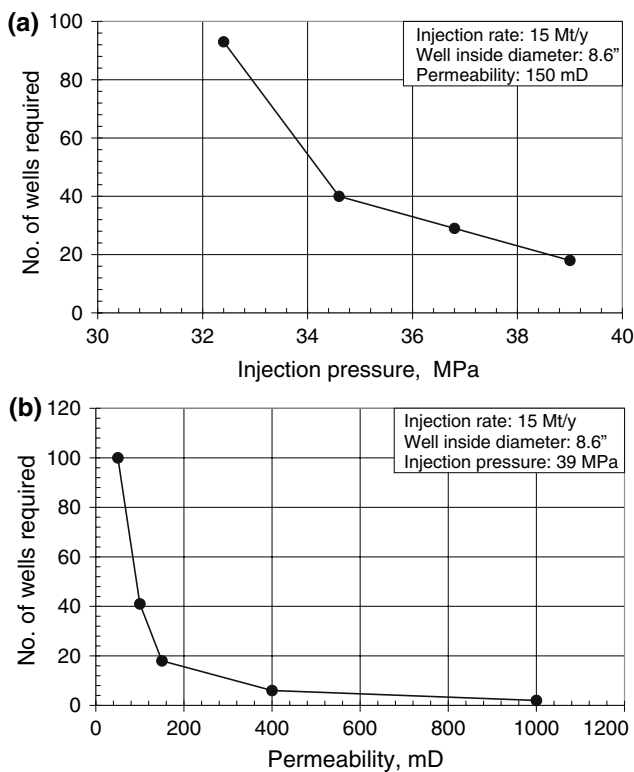 (a)
Injection rate: 15 Mt/y
Well inside diameter: 8.6"
Permeability: 150 mD
No. of wells required
100
80
60
40
20
0
30 32 34 36 38 40
Injection pressure, MPa
(b)
Injection rate: 15 Mt/y
Well inside diameter: 8.6"
Injection pressure: 39 MPa
No. of wells required
120
100
80
60
40
20
0
0 200 400 600 800 1000 1200
Permeability, mD